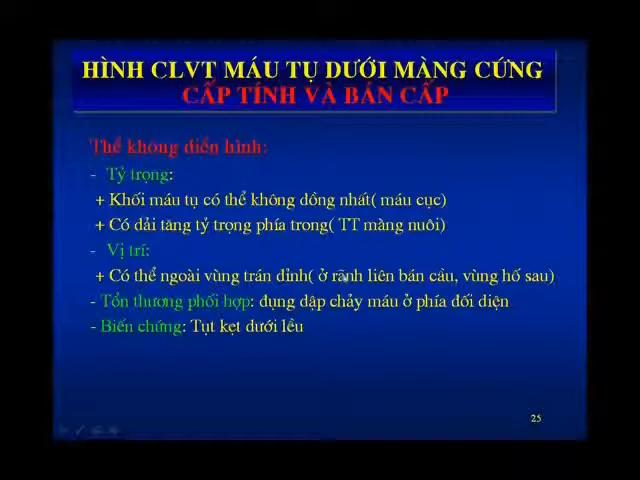 HÌNH CLVT MÁU TỤ DƯỚI MÀNG CỨNG
CẤP TÍNH VÀ BÁN CẤP
Thể không điển hình:
- Tỷ trọng:
+ Khối máu tụ có thể không đồng nhất( máu cục)
+ Có dải tăng tỷ trọng phía trong( TT màng nuôi)
- Vị trí:
+ Có thể ngoài vùng trán đỉnh( ở rãnh liên bán cầu, vùng hố sau)
- Tổn thương phối hợp: đụng dập chảy máu ở phía đối diện
- Biến chứng: Tụt kẹt dưới lều
25